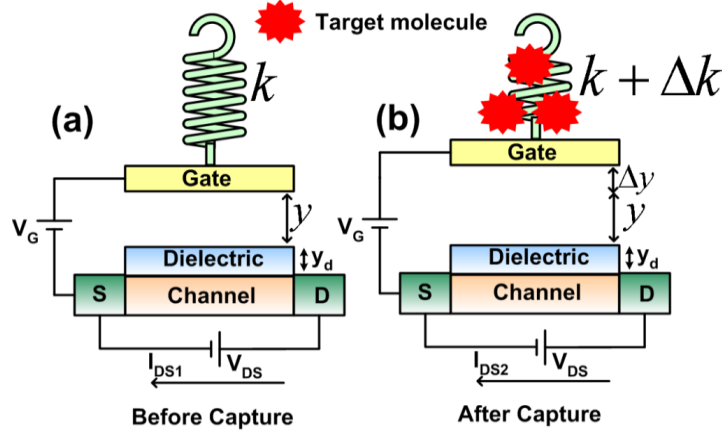 Target molecule
(a)
k
Gate
y
V_G
Dielectric
y_d
S
Channel
D
I_DS1
V_DS
Before Capture
(b)
k + Δk
Gate
Δy
y
V_G
Dielectric
y_d
S
Channel
D
I_DS2
V_DS
After Capture